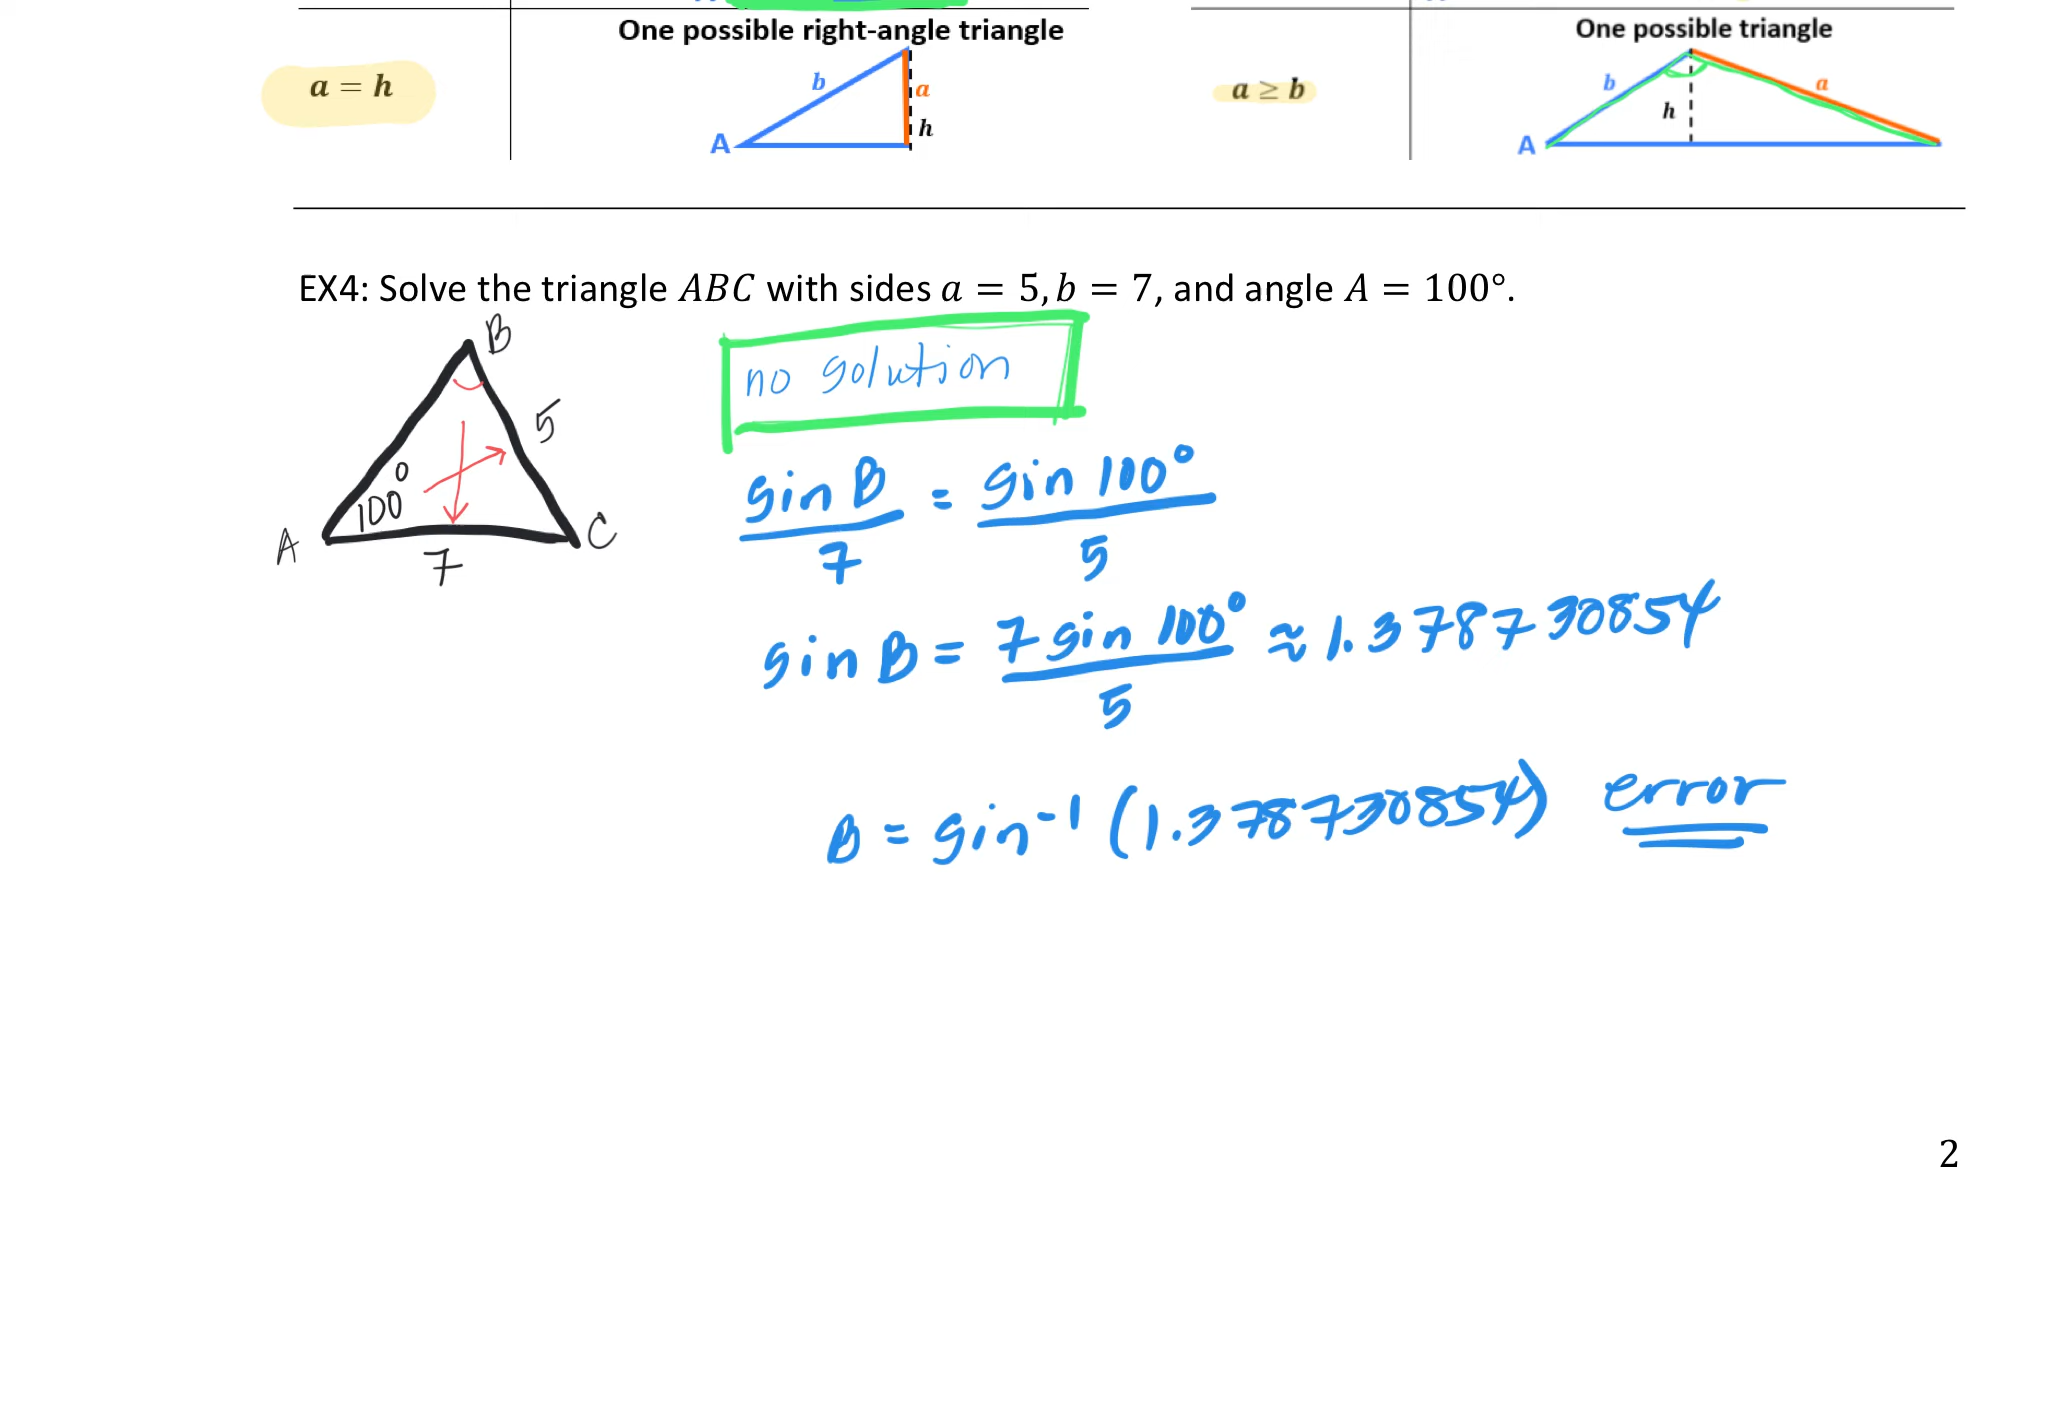 One possible right-angle triangle
One possible triangle
a = h
b
a
h
A
a ≥ b
b
a
h
A
EX4: Solve the triangle ABC with sides a = 5, b = 7, and angle A = 100°.
B
no solution
5
100°
A
C
7
sin B / 7 = sin 100° / 5
sin B = 7 sin 100° / 5 ≈ 1.378730854
B = sin⁻¹ (1.378730854) error
2